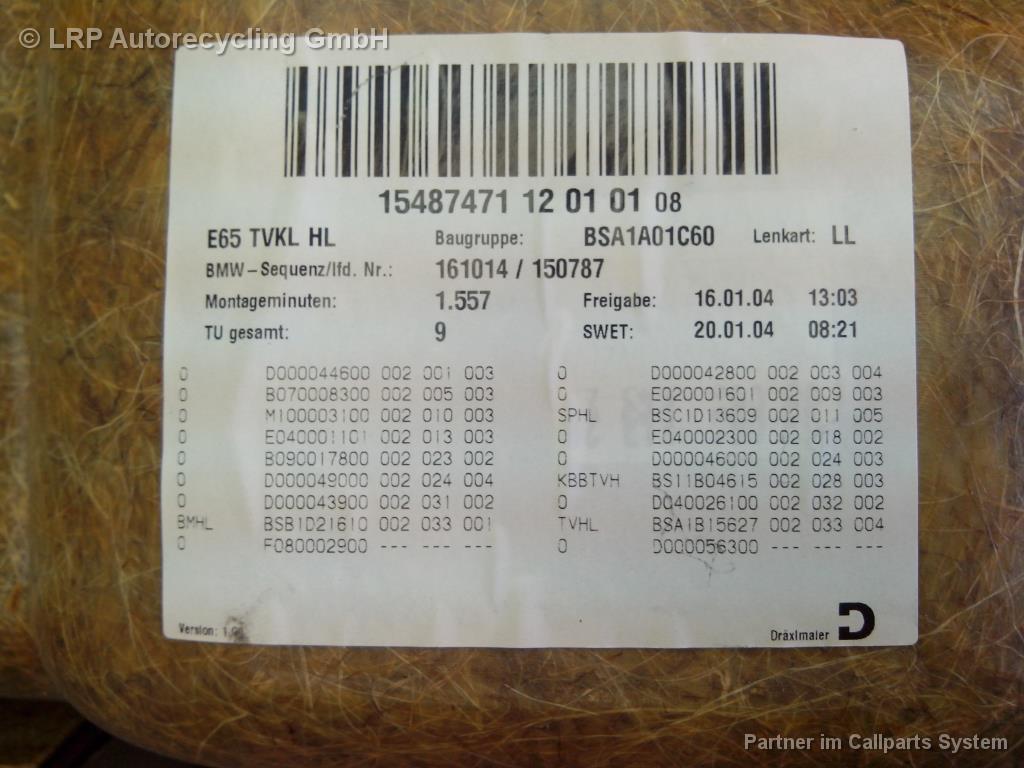 © LRP Autorecycling GmbH
15487471 12 01 01 08
E65 TVKL HL Baugruppe: BSA1A01C60 Lenkart: LL
BMW-Sequenz/lfd. Nr.: 161014 / 150787
Montageminuten: 1.557 Freigabe: 16.01.04 13:03
TU gesamt: 9 SWET: 20.01.04 08:21
0 D000044600 002 001 003 0 D000042800 002 003 004
0 B070008300 002 005 003 0 E020001601 002 009 003
0 M100003100 002 010 003 SPHL BSC1D13609 002 011 005
0 E040001101 002 013 003 0 E040002300 002 018 002
0 B090017800 002 023 002 0 D000046000 002 024 003
0 D000049000 002 024 004 KBBTVH BS11B04615 002 028 003
0 D000043900 002 031 002 0 D040026100 002 032 002
BMHL BSB1D21610 002 033 001 TVHL BSA1B15627 002 033 004
0 F080002900 --- --- --- 0 D000056300 --- --- ---
Version:
Dräxlmaier D
Partner im Callparts System